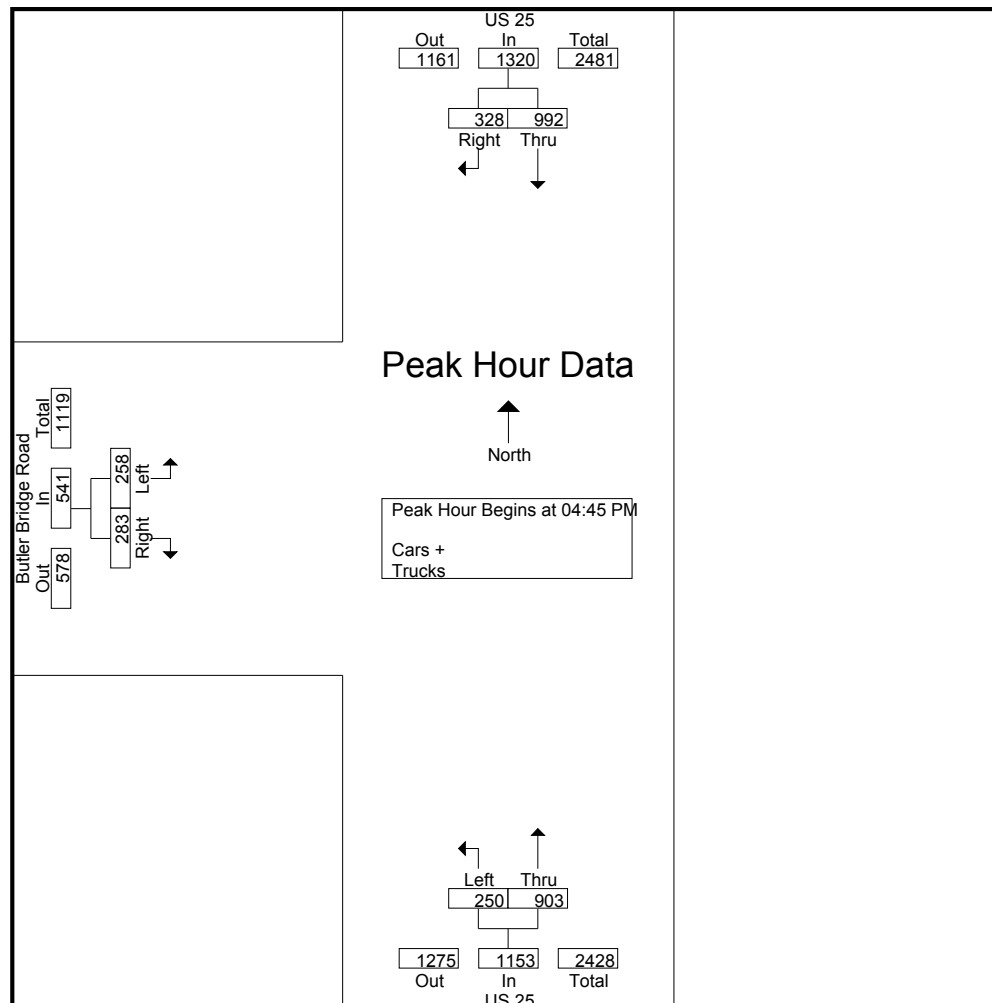 US 25
Out In Total
1161 1320 2481
328 992
Right Thru
Peak Hour Data
North
Peak Hour Begins at 04:45 PM
Cars +
Trucks
Butler Bridge Road
Out In Total
578 541 1119
283 258
Right Left
Left Thru
250 903
1275 1153 2428
Out In Total
US 25